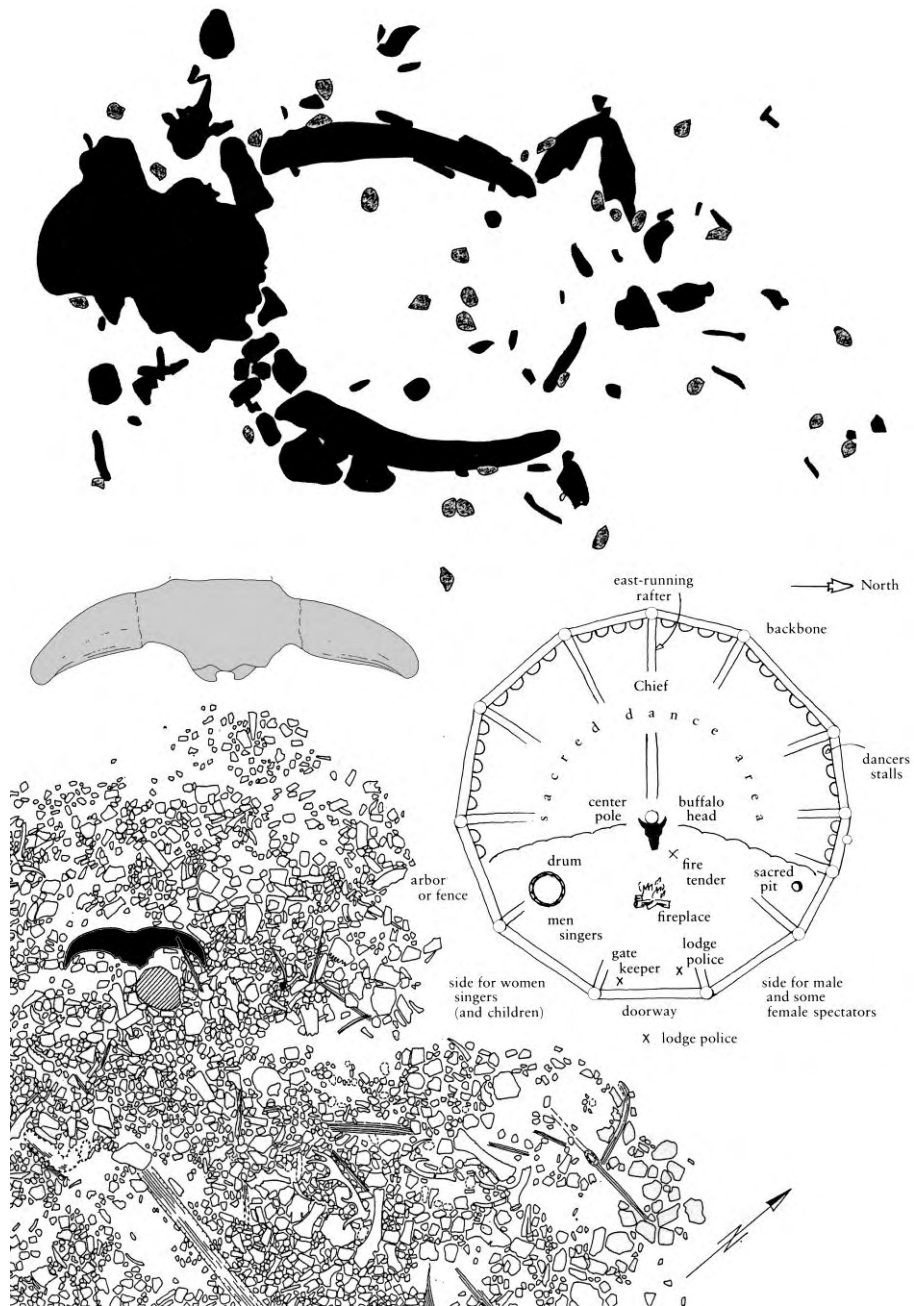 east-running
rafter
North
backbone
Chief
sacred dance area
dancers
stalls
center
pole
buffalo
head
fire
tender
arbor
or fence
drum
sacred
pit
fireplace
men
singers
lodge
police
gate
keeper
side for women
singers
(and children)
side for male
and some
female spectators
doorway
x lodge police
N